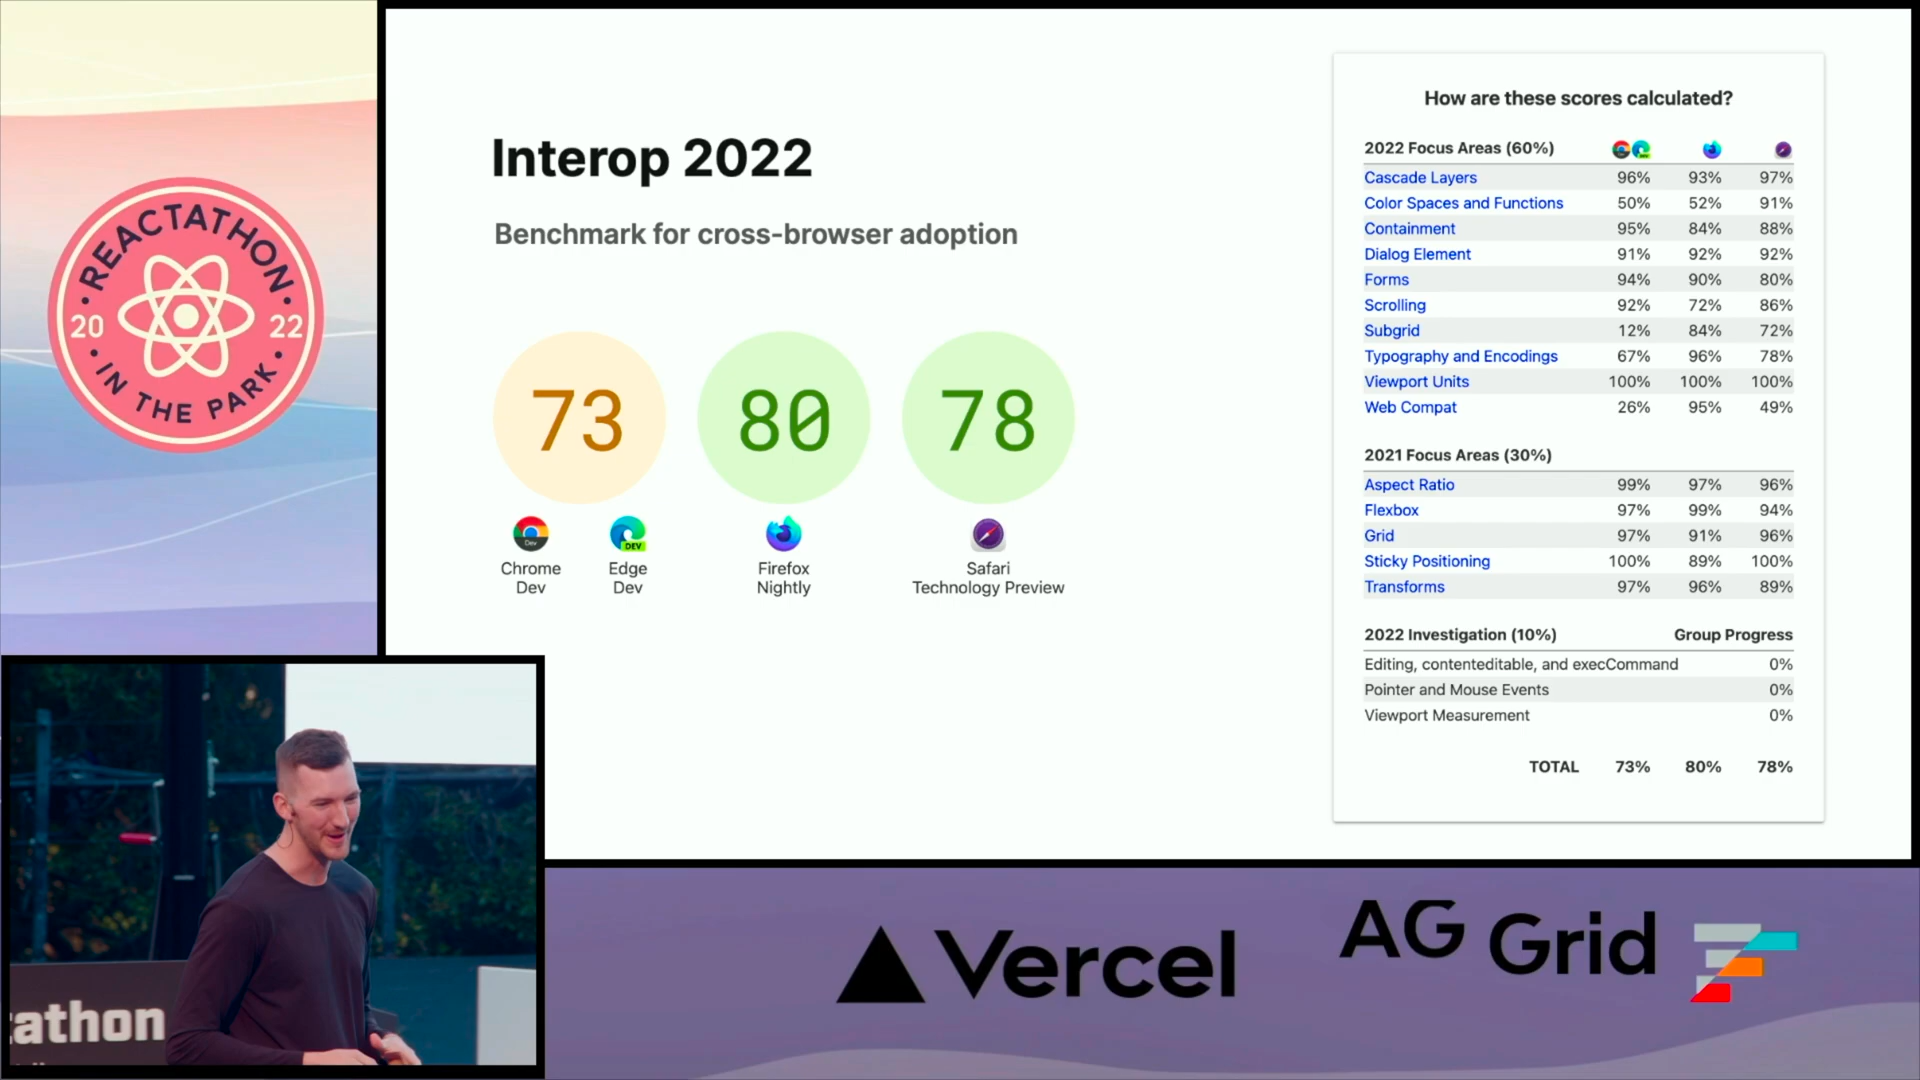 REACTATHON
20 22
IN THE PARK
Interop 2022
Benchmark for cross-browser adoption
73
80
78
Dev
DEV
Chrome
Dev
Edge
Dev
Firefox
Nightly
Safari
Technology Preview
How are these scores calculated?
2022 Focus Areas (60%)
Cascade Layers 96% 93% 97%
Color Spaces and Functions 50% 52% 91%
Containment 95% 84% 88%
Dialog Element 91% 92% 92%
Forms 94% 90% 80%
Scrolling 92% 72% 86%
Subgrid 12% 84% 72%
Typography and Encodings 67% 96% 78%
Viewport Units 100% 100% 100%
Web Compat 26% 95% 49%
2021 Focus Areas (30%)
Aspect Ratio 99% 97% 96%
Flexbox 97% 99% 94%
Grid 97% 91% 96%
Sticky Positioning 100% 89% 100%
Transforms 97% 96% 89%
2022 Investigation (10%) Group Progress
Editing, contenteditable, and execCommand 0%
Pointer and Mouse Events 0%
Viewport Measurement 0%
TOTAL 73% 80% 78%
athon
Vercel
AG Grid